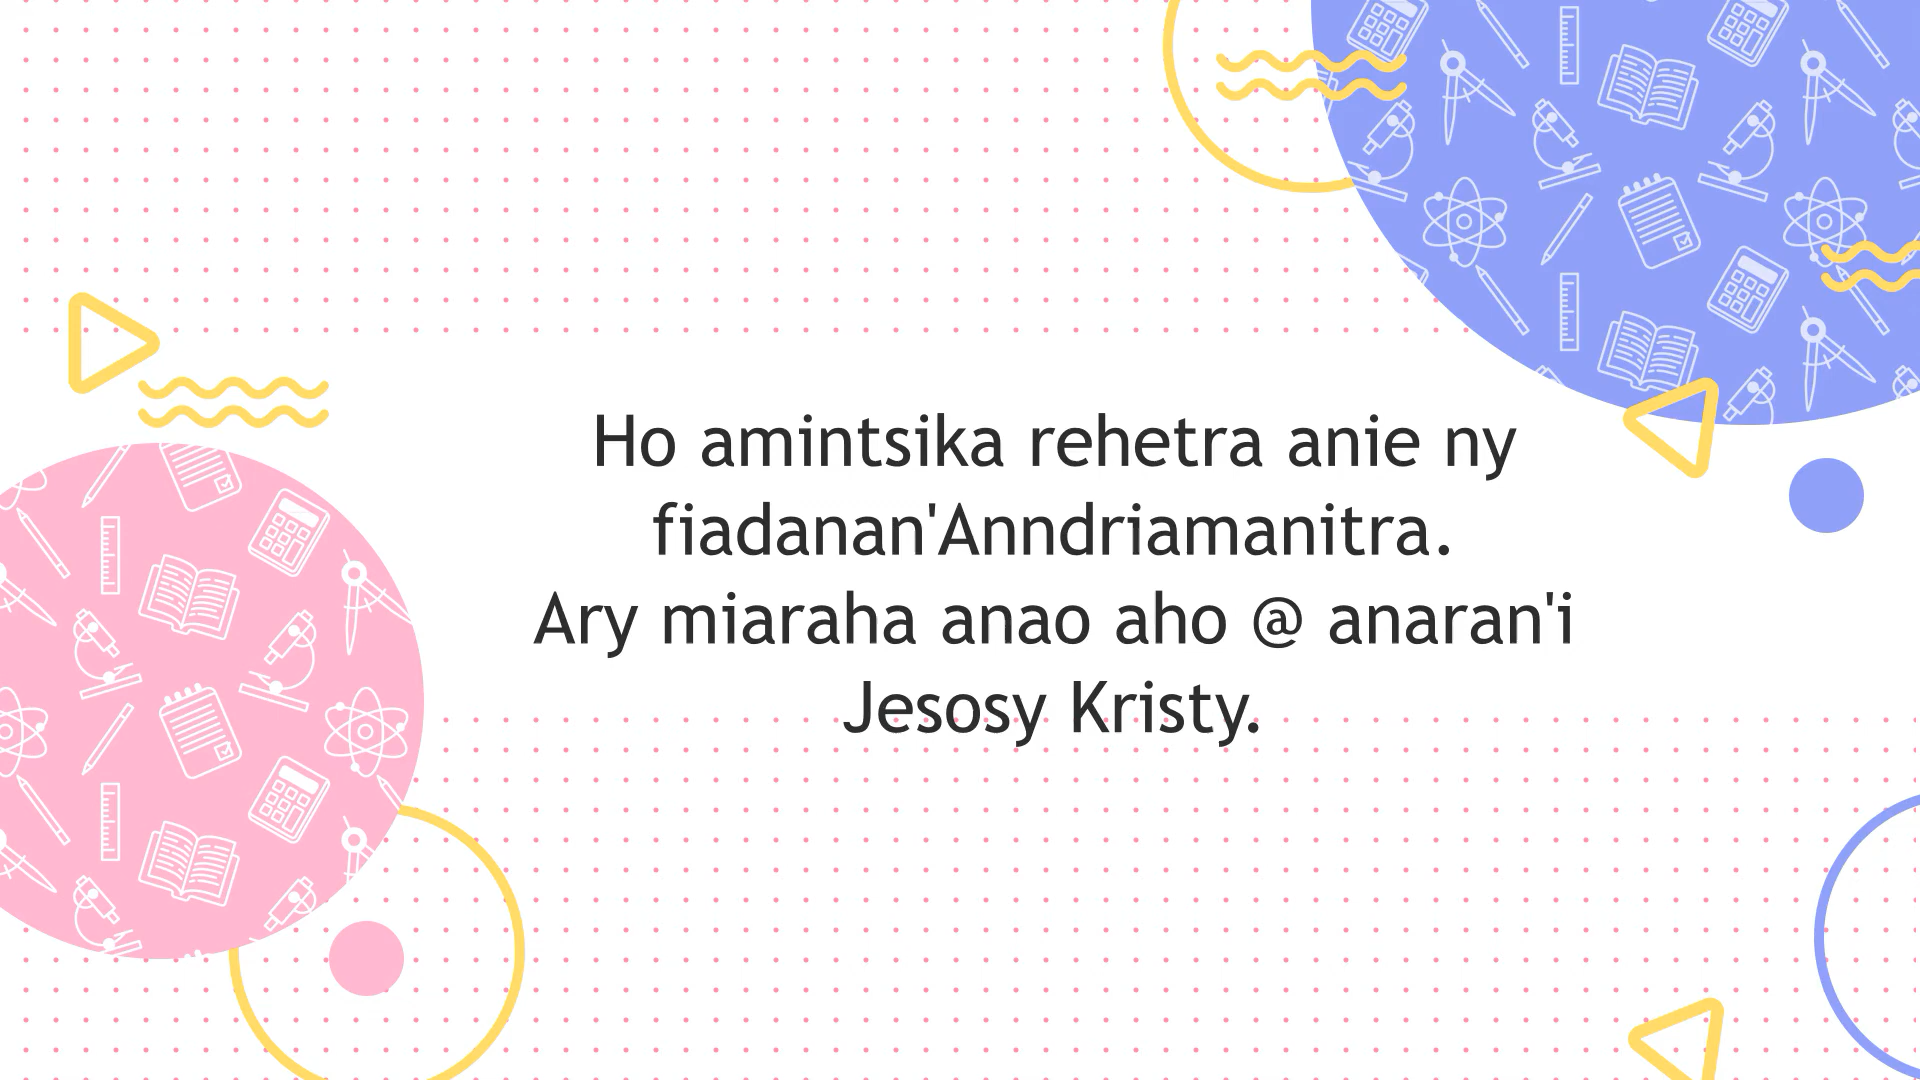 Ho amintsika rehetra anie ny
fiadanan'Anndriamanitra.
Ary miaraha anao aho @ anaran'i
Jesosy Kristy.